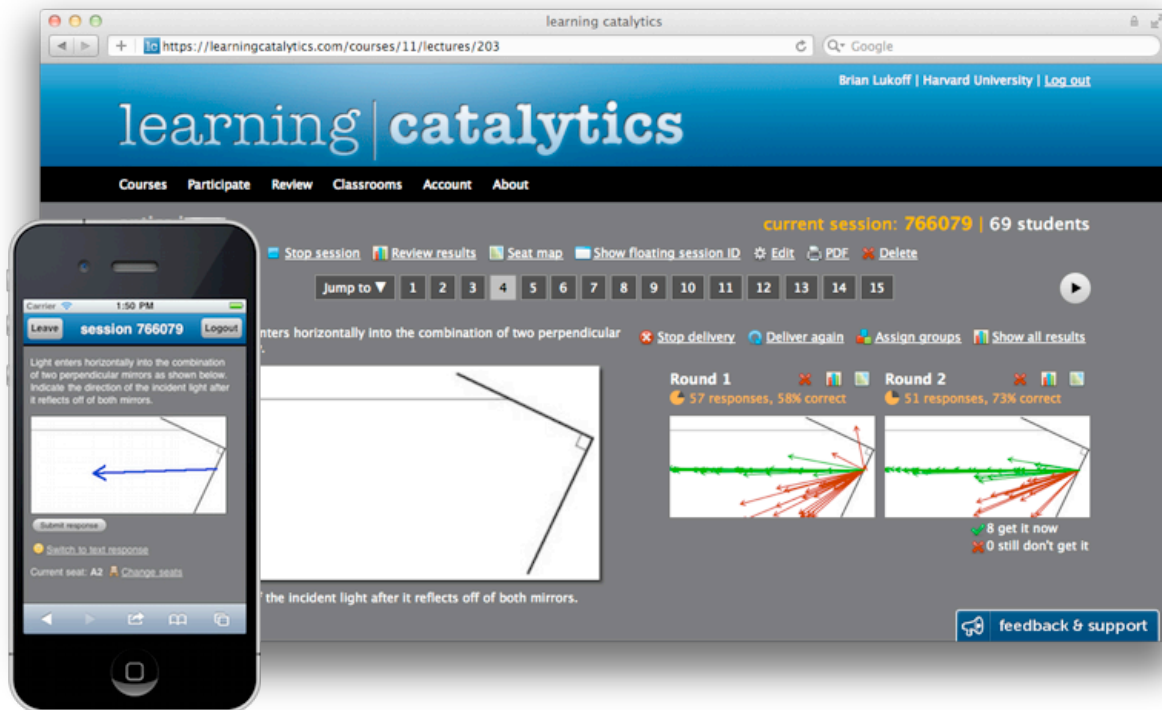 learning catalytics
https://learningcatalytics.com/courses/11/lectures/203
Google
Brian Lukoff | Harvard University | Log out
learning | catalytics
Courses Participate Review Classrooms Account About
current session: 766079 | 69 students
Stop session Review results Seat map Show floating session ID Edit PDF Delete
Jump to ▼ 1 2 3 4 5 6 7 8 9 10 11 12 13 14 15
enters horizontally into the combination of two perpendicular
Stop delivery Deliver again Assign groups Show all results
Round 1
57 responses, 58% correct
Round 2
51 responses, 73% correct
8 get it now
0 still don't get it
the incident light after it reflects off of both mirrors.
feedback & support
Carrier 1:50 PM
Leave session 766079 Logout
Light enters horizontally into the combination
of two perpendicular mirrors as shown below.
Indicate the direction of the incident light after
it reflects off of both mirrors.
Submit response
Switch to text response
Current seat: A2 Change seats